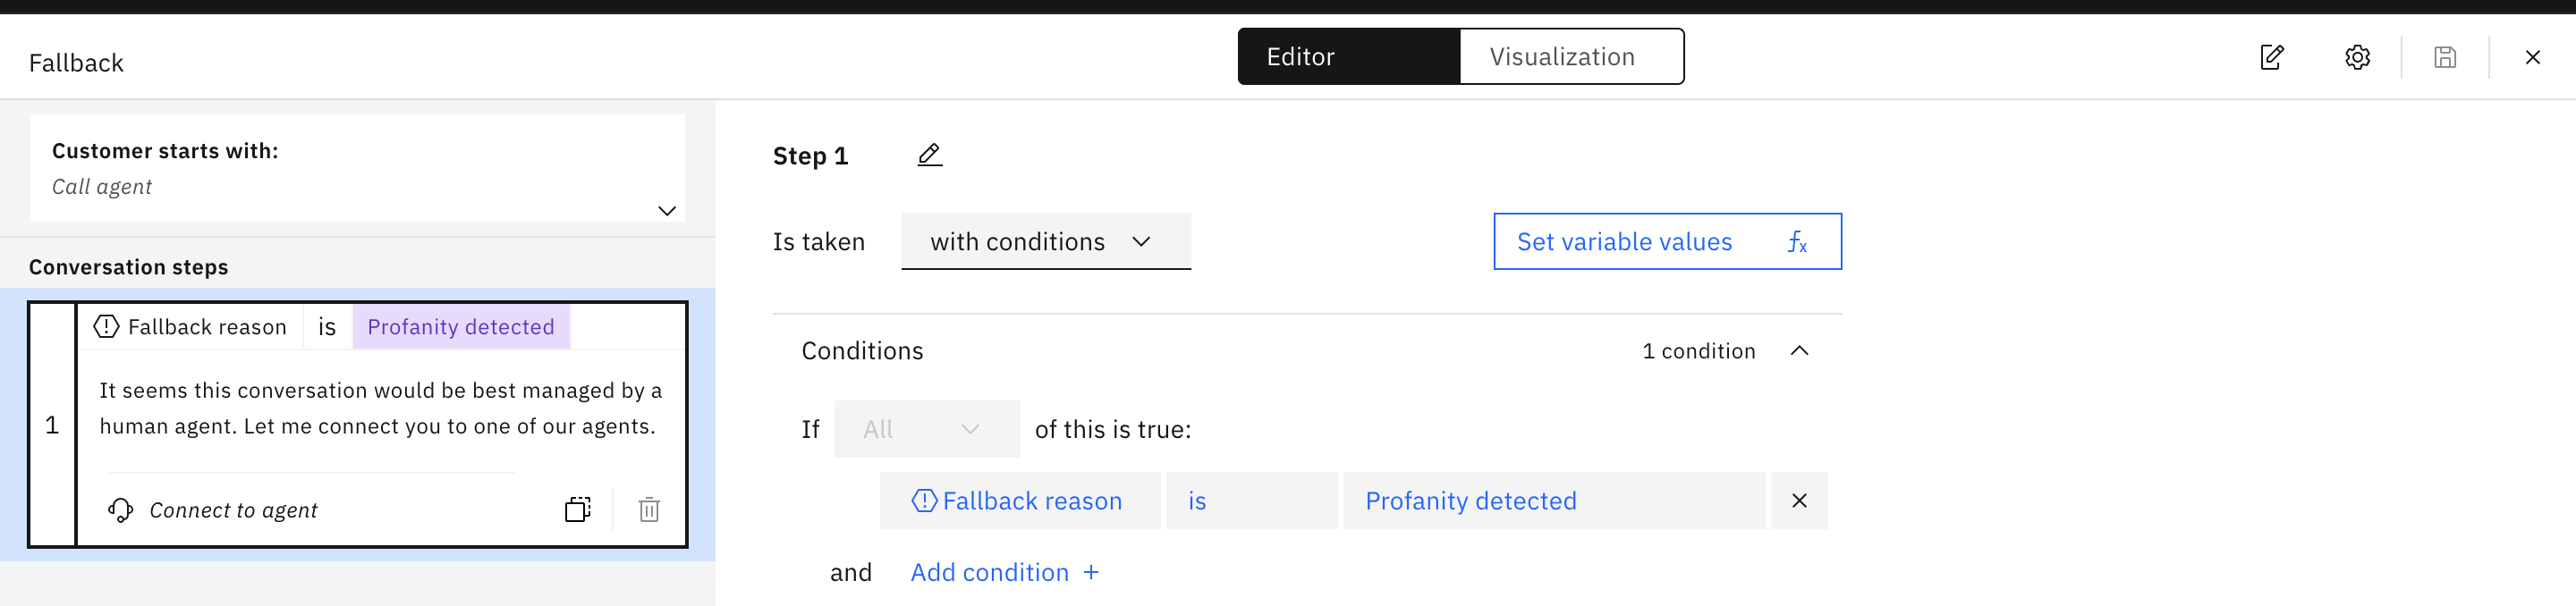 Fallback
Editor
Visualization
Customer starts with:
Call agent
Conversation steps
1
Fallback reason is Profanity detected
It seems this conversation would be best managed by a
human agent. Let me connect you to one of our agents.
Connect to agent
Step 1
Is taken with conditions
Set variable values fx
Conditions
1 condition
If All of this is true:
Fallback reason is Profanity detected
and Add condition +